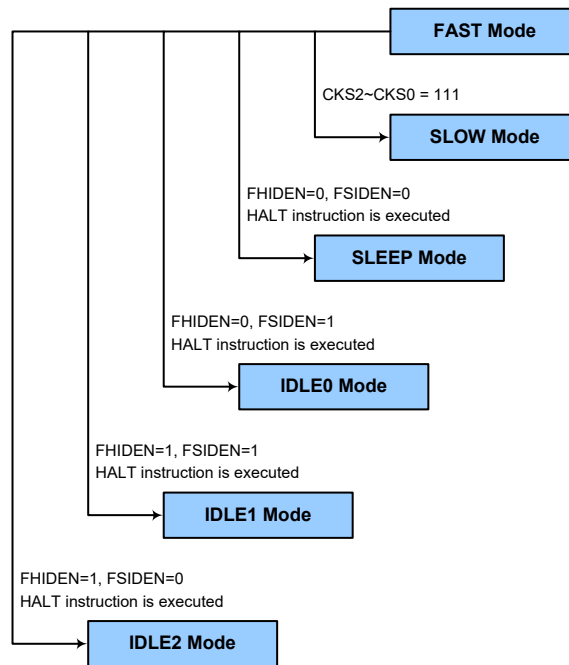 FAST Mode
CKS2~CKS0 = 111
SLOW Mode
FHIDEN=0, FSIDEN=0
HALT instruction is executed
SLEEP Mode
FHIDEN=0, FSIDEN=1
HALT instruction is executed
IDLE0 Mode
FHIDEN=1, FSIDEN=1
HALT instruction is executed
IDLE1 Mode
FHIDEN=1, FSIDEN=0
HALT instruction is executed
IDLE2 Mode